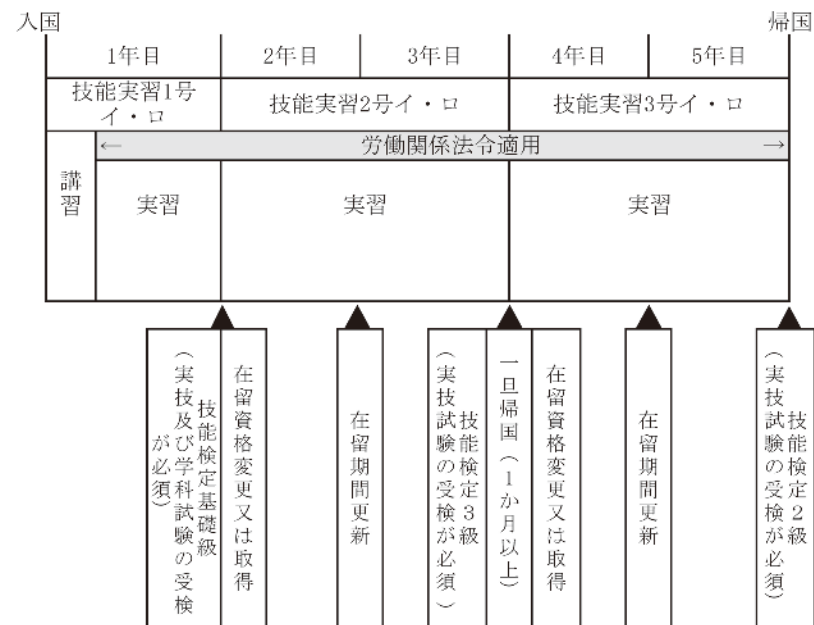 入国
帰国
1年目
2年目
3年目
4年目
5年目
技能実習1号
イ・ロ
技能実習2号イ・ロ
技能実習3号イ・ロ
←
労働関係法令適用
→
講習
実習
実習
実習
技能検定基礎級
（実技及び学科試験の受検
が必須）
在留資格変更又は取得
在留期間更新
技能検定3級
（実技試験の受検が必須）
一旦帰国（1か月以上）
在留資格変更又は取得
在留期間更新
技能検定2級
（実技試験の受検が必須）